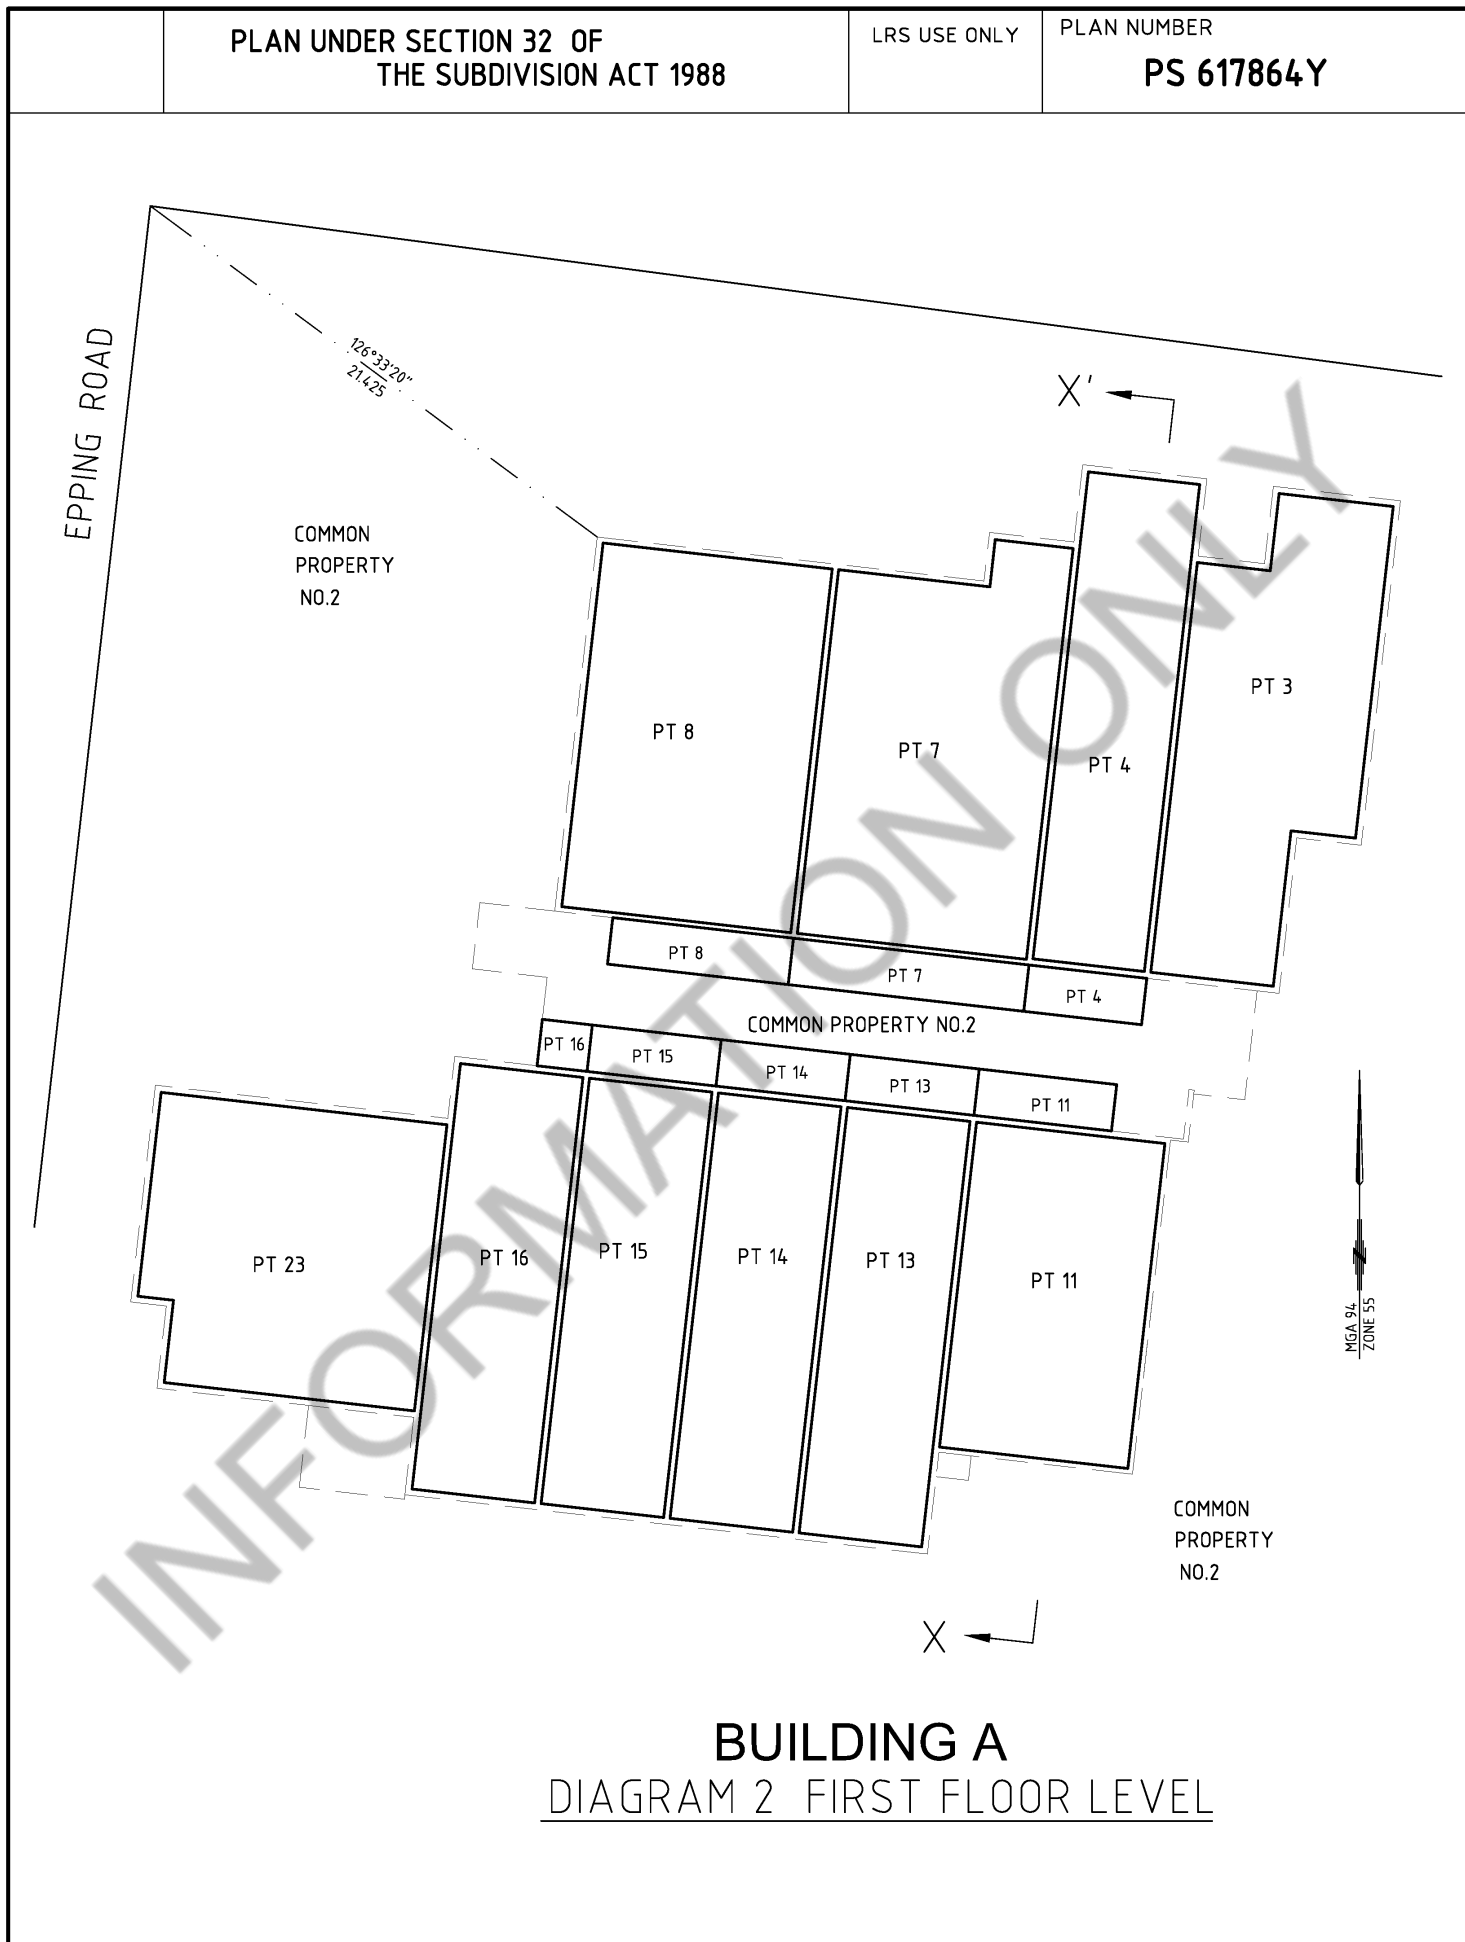 PLAN UNDER SECTION 32 OF
THE SUBDIVISION ACT 1988
LRS USE ONLY
PLAN NUMBER
PS 617864Y
EPPING ROAD
126°33'20"
21.425
X'
COMMON
PROPERTY
NO.2
PT 8
PT 7
PT 4
PT 3
PT 8
PT 7
PT 4
COMMON PROPERTY NO.2
PT 16
PT 15
PT 14
PT 13
PT 11
PT 23
PT 16
PT 15
PT 14
PT 13
PT 11
MGA 94
ZONE 55
COMMON
PROPERTY
NO.2
X
INFORMATION ONLY
BUILDING A
DIAGRAM 2 FIRST FLOOR LEVEL